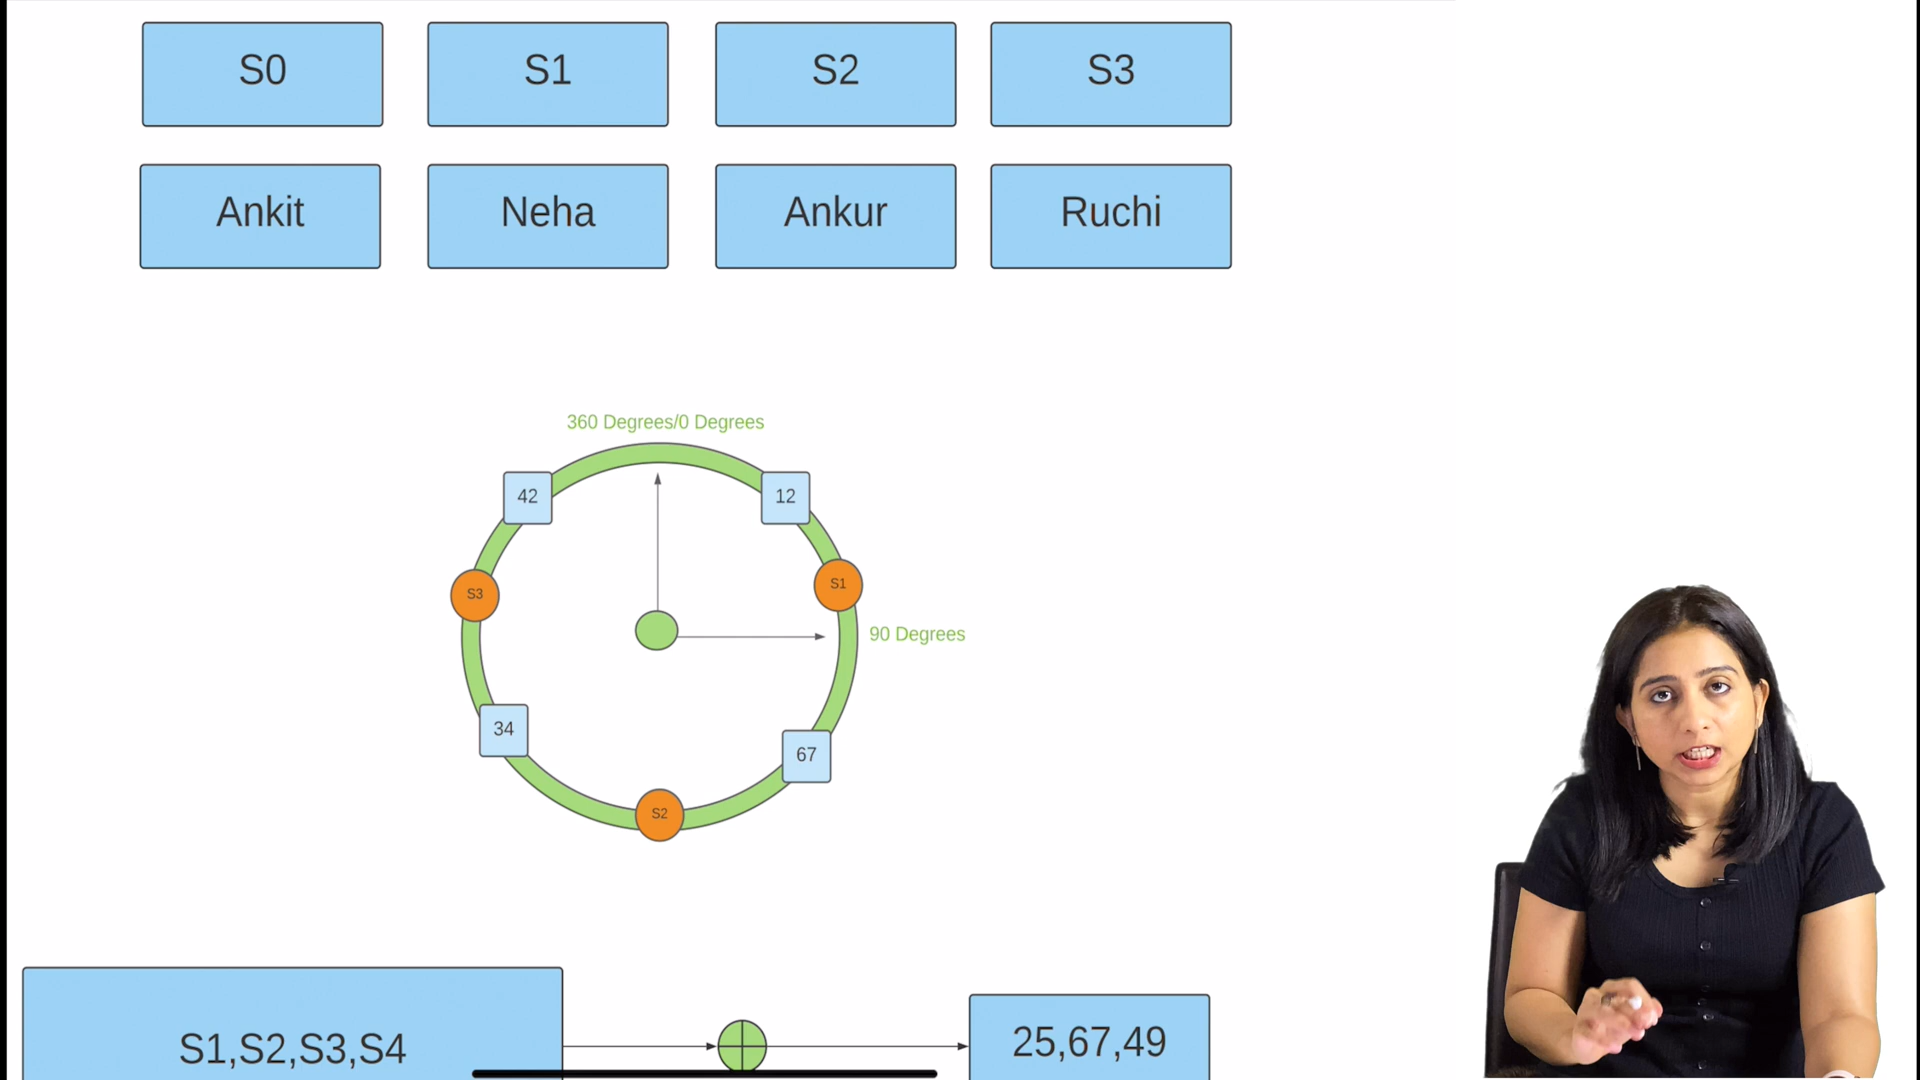 S0 S1 S2 S3
Ankit Neha Ankur Ruchi
360 Degrees/0 Degrees
42 12
S3 S1
90 Degrees
34 67
S2
S1,S2,S3,S4 25,67,49